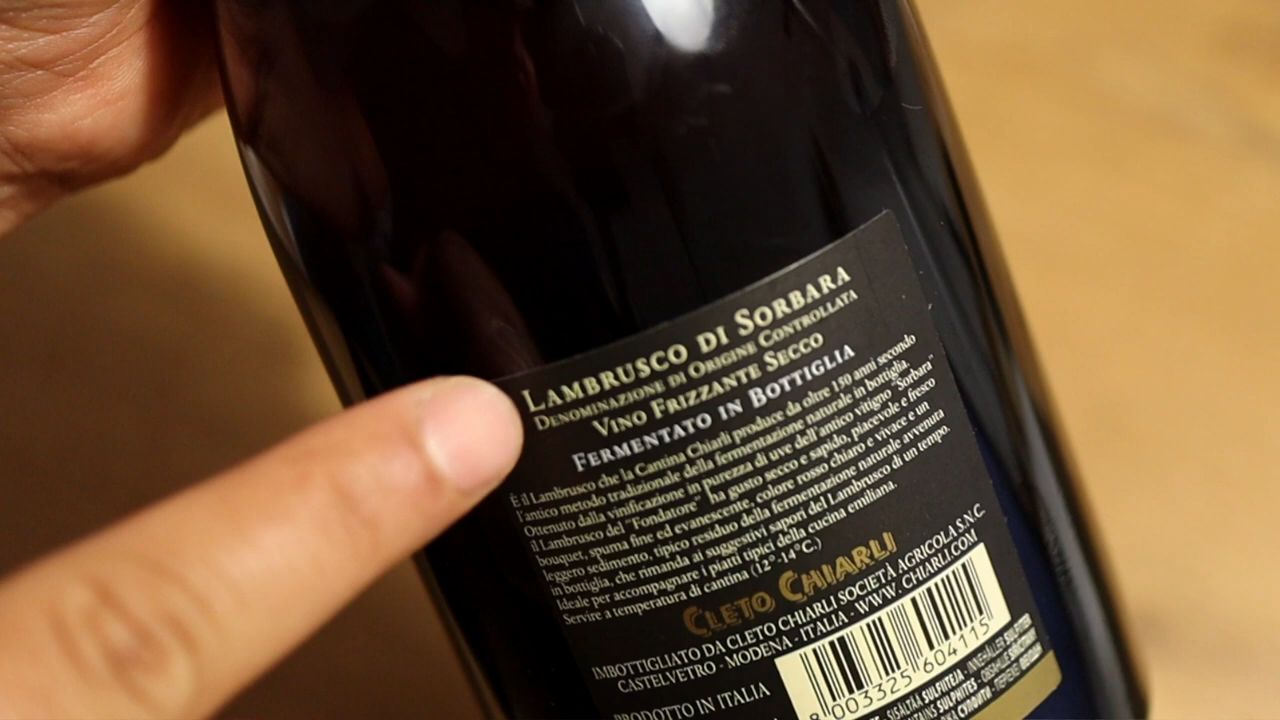 LAMBRUSCO DI SORBARA
DENOMINAZIONE DI ORIGINE CONTROLLATA
VINO FRIZZANTE SECCO
FERMENTATO IN BOTTIGLIA
È il Lambrusco che la Cantina Chiarli produce da oltre 150 anni secondo
l'antico metodo tradizionale della fermentazione naturale in bottiglia.
Ottenuto dalla vinificazione in purezza di uve dell'antico vitigno "Sorbara"
il Lambrusco del "Fondatore" ha gusto secco e sapido, piacevole e fresco
bouquet, spuma fine ed evanescente, colore rosso chiaro e vivace e un
leggero sedimento, tipico residuo della fermentazione naturale avvenuta
in bottiglia, che rimanda ai suggestivi sapori del Lambrusco di un tempo.
Ideale per accompagnare i piatti tipici della cucina emiliana.
Servire a temperatura di cantina (12°-14°C.)
CLETO CHIARLI
IMBOTTIGLIATO DA CLETO CHIARLI SOCIETÀ AGRICOLA S.N.C.
CASTELVETRO - MODENA - ITALIA - WWW.CHIARLI.COM
PRODOTTO IN ITALIA
8 003325 604115
SISÄLTÄÄ SULFIITEJA - INNEHÅLLER SULFITER
SULPHITES